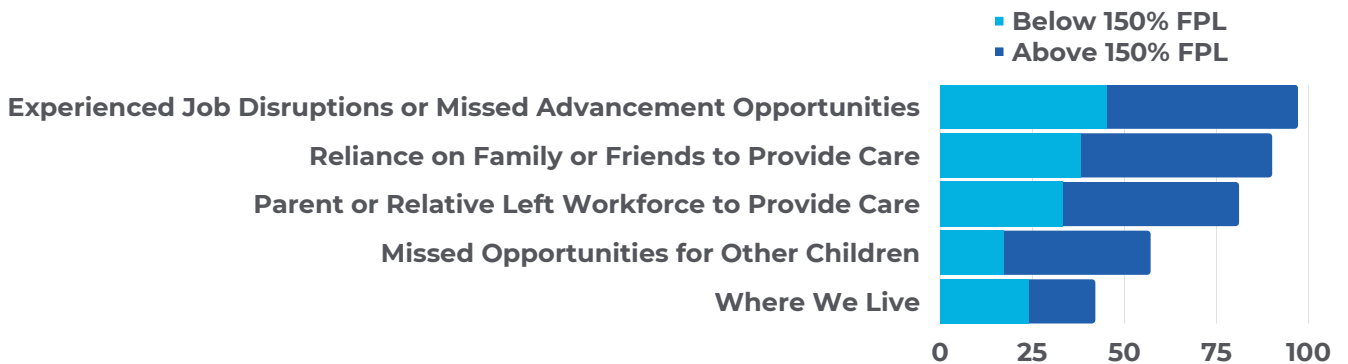 Below 150% FPL
Above 150% FPL
Experienced Job Disruptions or Missed Advancement Opportunities
Reliance on Family or Friends to Provide Care
Parent or Relative Left Workforce to Provide Care
Missed Opportunities for Other Children
Where We Live
0 25 50 75 100